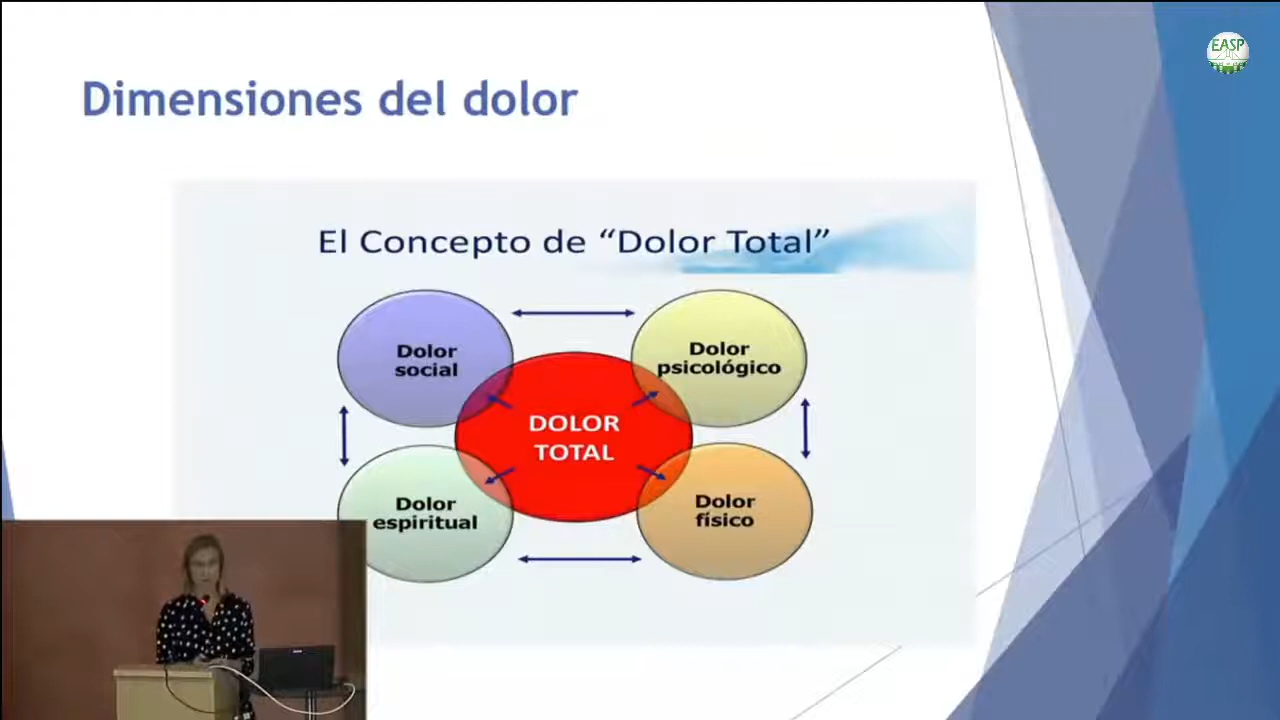 EASP
Dimensiones del dolor
El Concepto de “Dolor Total”
Dolor
social
Dolor
psicológico
DOLOR
TOTAL
Dolor
espiritual
Dolor
físico